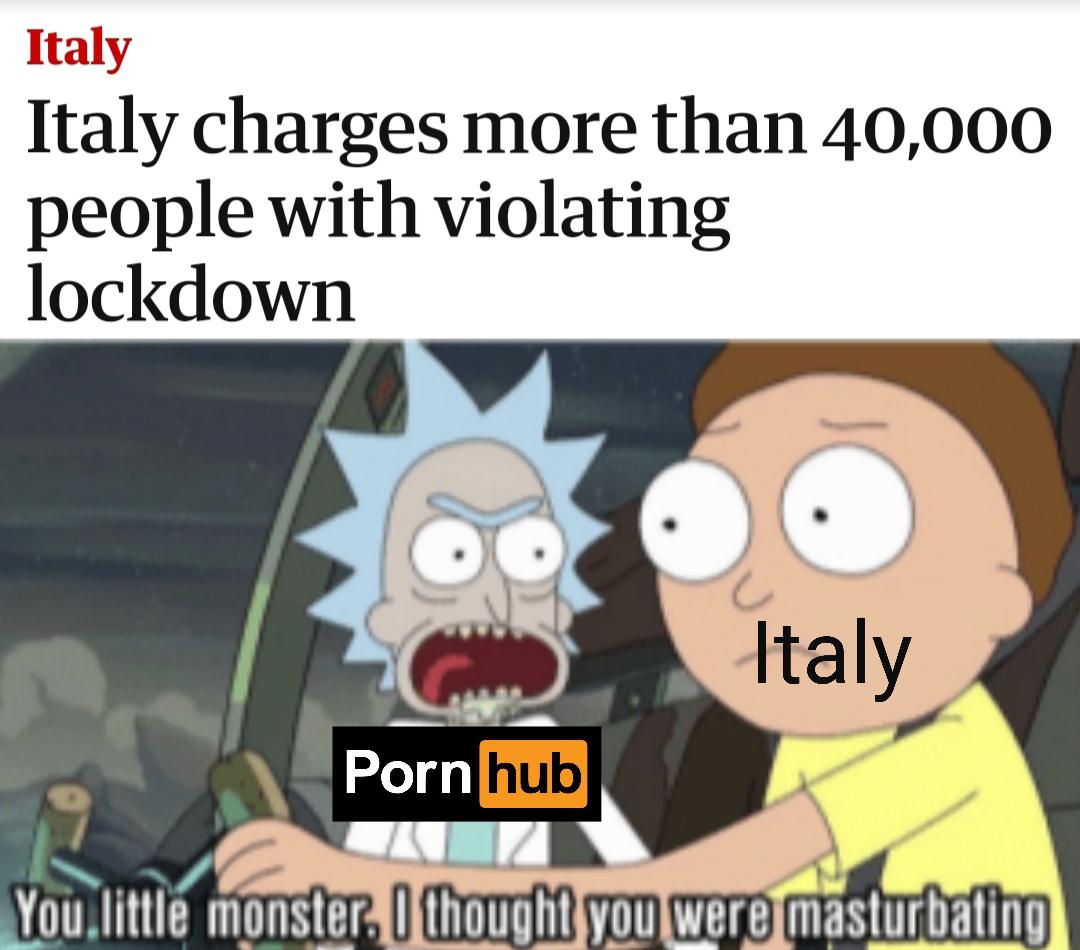 Italy
Italy charges more than 40,000
people with violating
lockdown
Italy
Porn hub
You little monster. I thought you were masturbating